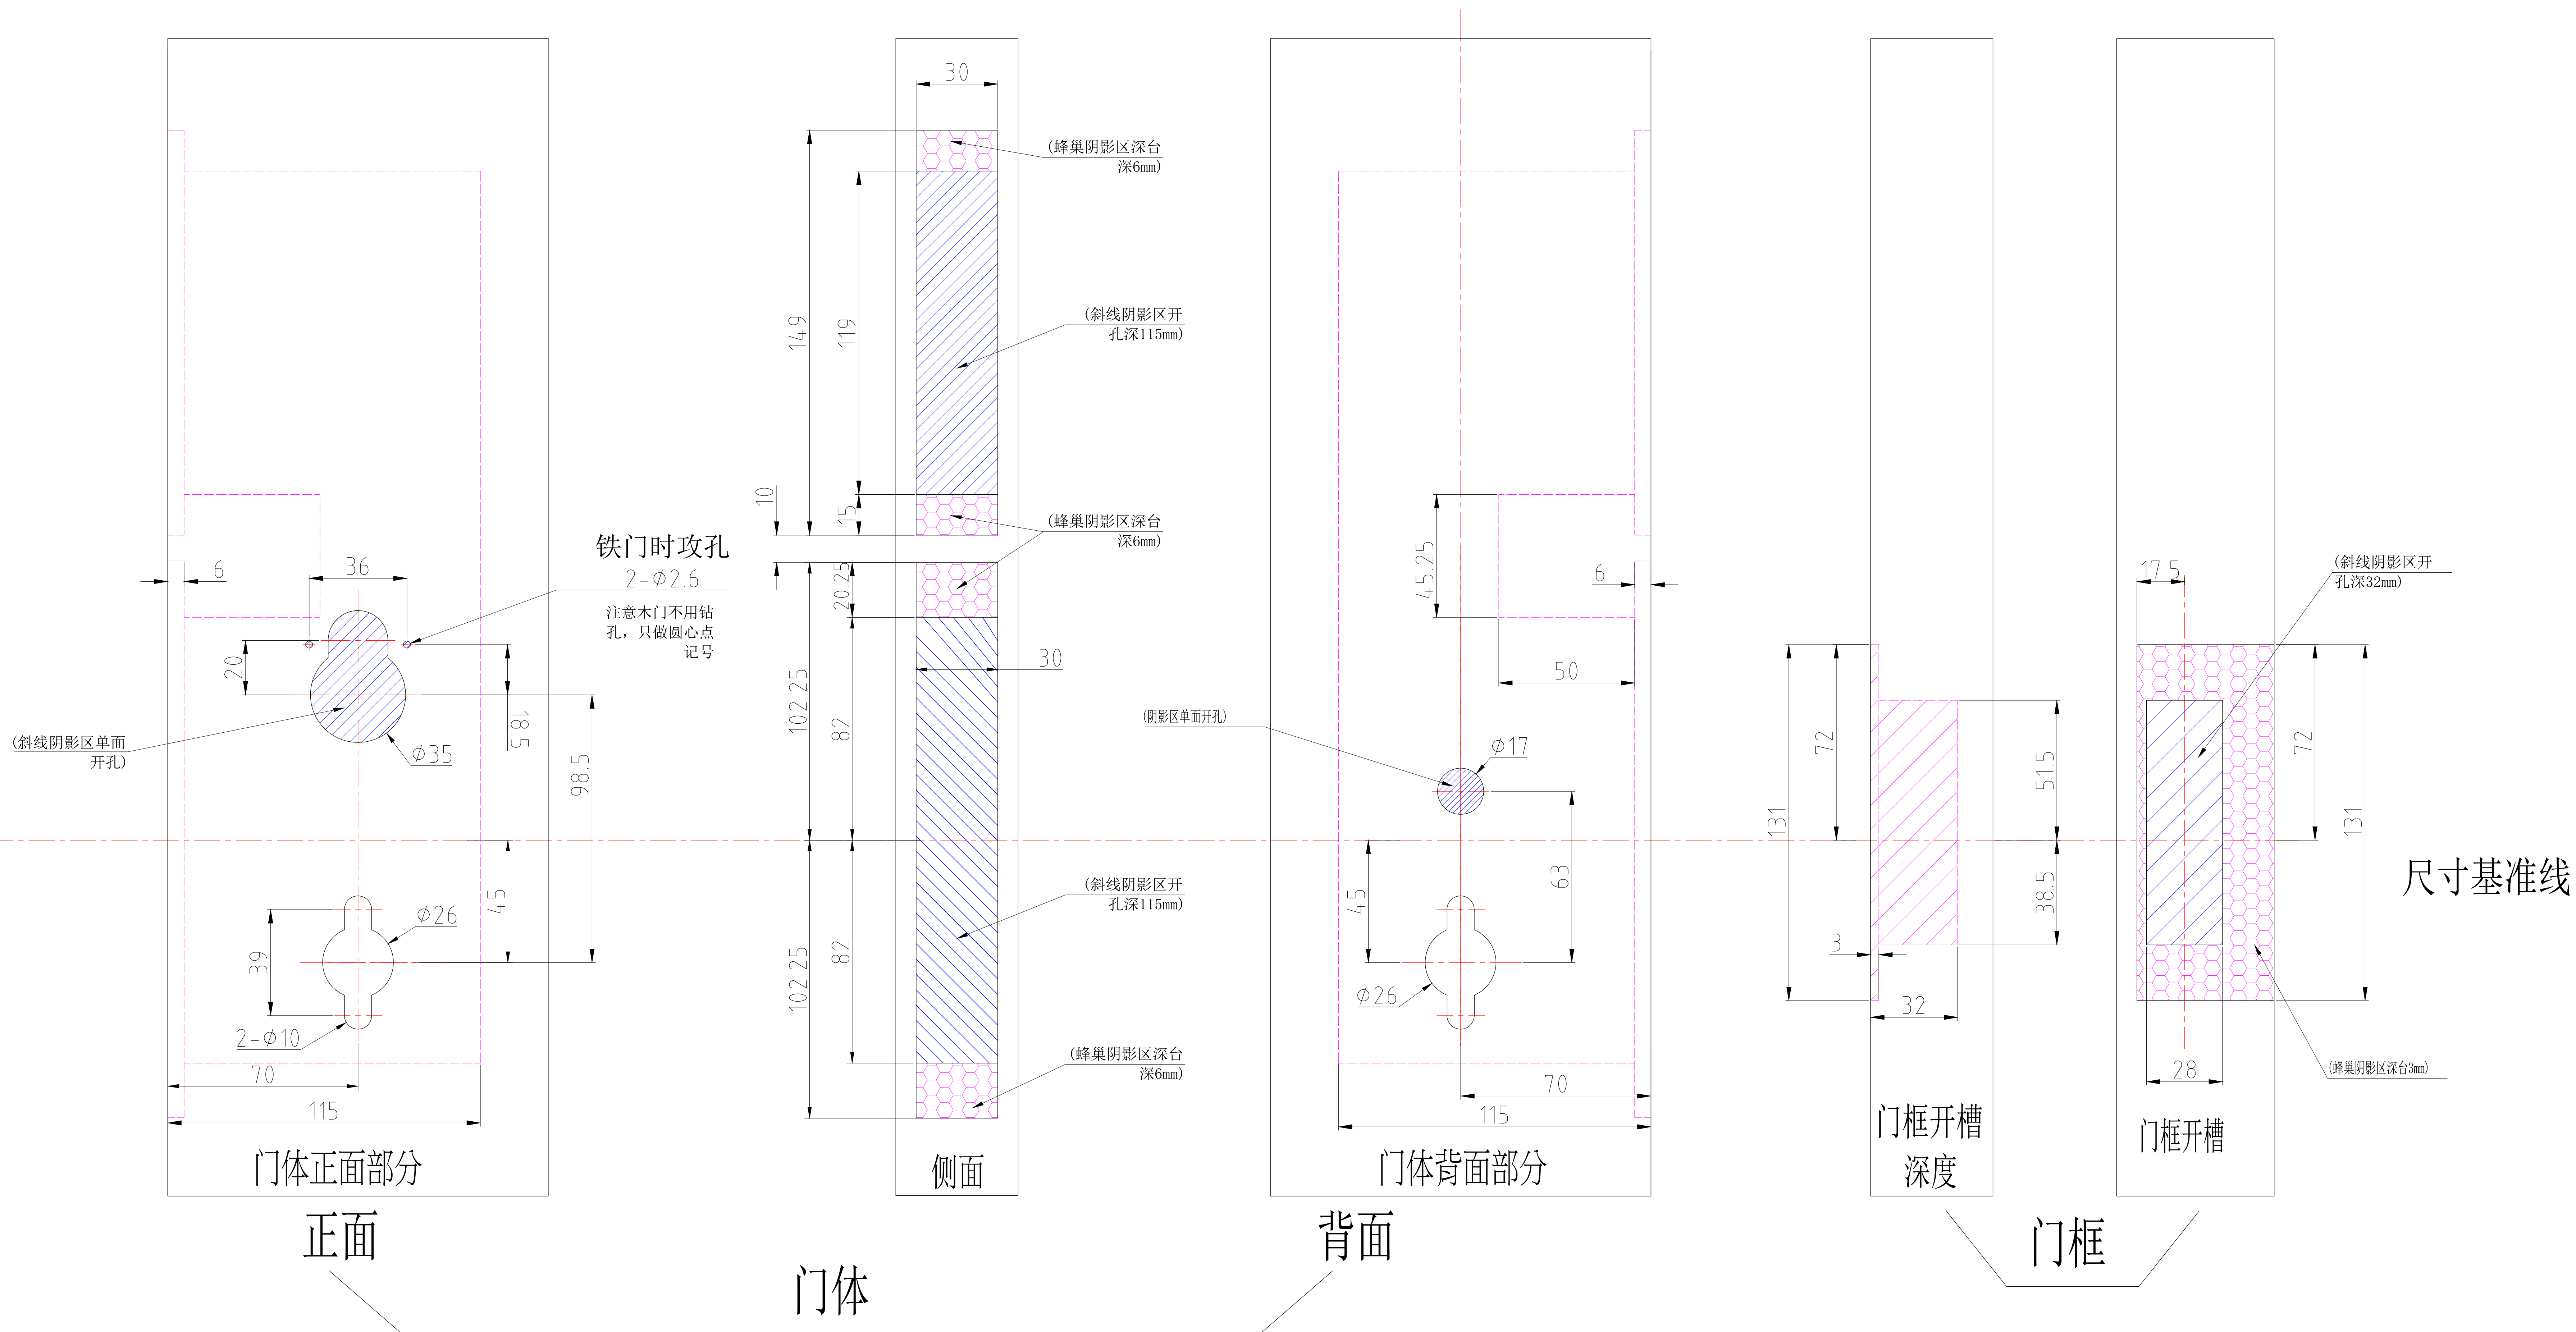 6
36
铁门时攻孔
2-Φ2.6
注意木门不用钻
孔，只做圆心点
记号
20
18.5
(斜线阴影区单面
开孔)
Φ35
98.5
45
Φ26
39
2-Φ10
70
115
门体正面部分
正面
30
(蜂巢阴影区深台
深6mm)
149
119
(斜线阴影区开
孔深115mm)
10
15
(蜂巢阴影区深台
深6mm)
20.25
30
102.25
82
102.25
82
(斜线阴影区开
孔深115mm)
(蜂巢阴影区深台
深6mm)
侧面
门体
45.25
6
50
(阴影区单面开孔)
Φ17
63
45
Φ26
70
115
门体背面部分
背面
131
72
51.5
38.5
3
32
门框开槽
深度
17.5
(斜线阴影区开
孔深32mm)
72
131
28
(蜂巢阴影区深台3mm)
门框开槽
门框
尺寸基准线